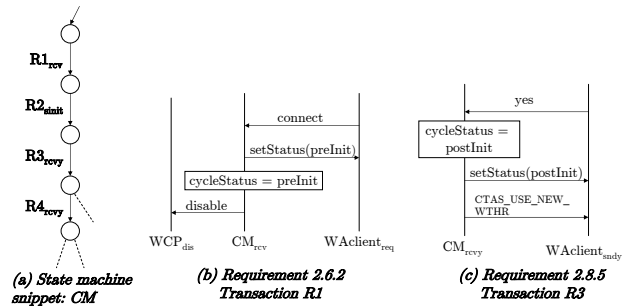 R1rcv
R2sinit
R3rcvy
R4rcvy
(a) State machine
snippet: CM
connect
setStatus(preInit)
cycleStatus = preInit
disable
WCPdis
CMrcv
WAclientreq
(b) Requirement 2.6.2
Transaction R1
yes
cycleStatus =
postInit
setStatus(postInit)
CTAS_USE_NEW_
WTHR
CMrcvy
WAclientsndy
(c) Requirement 2.8.5
Transaction R3